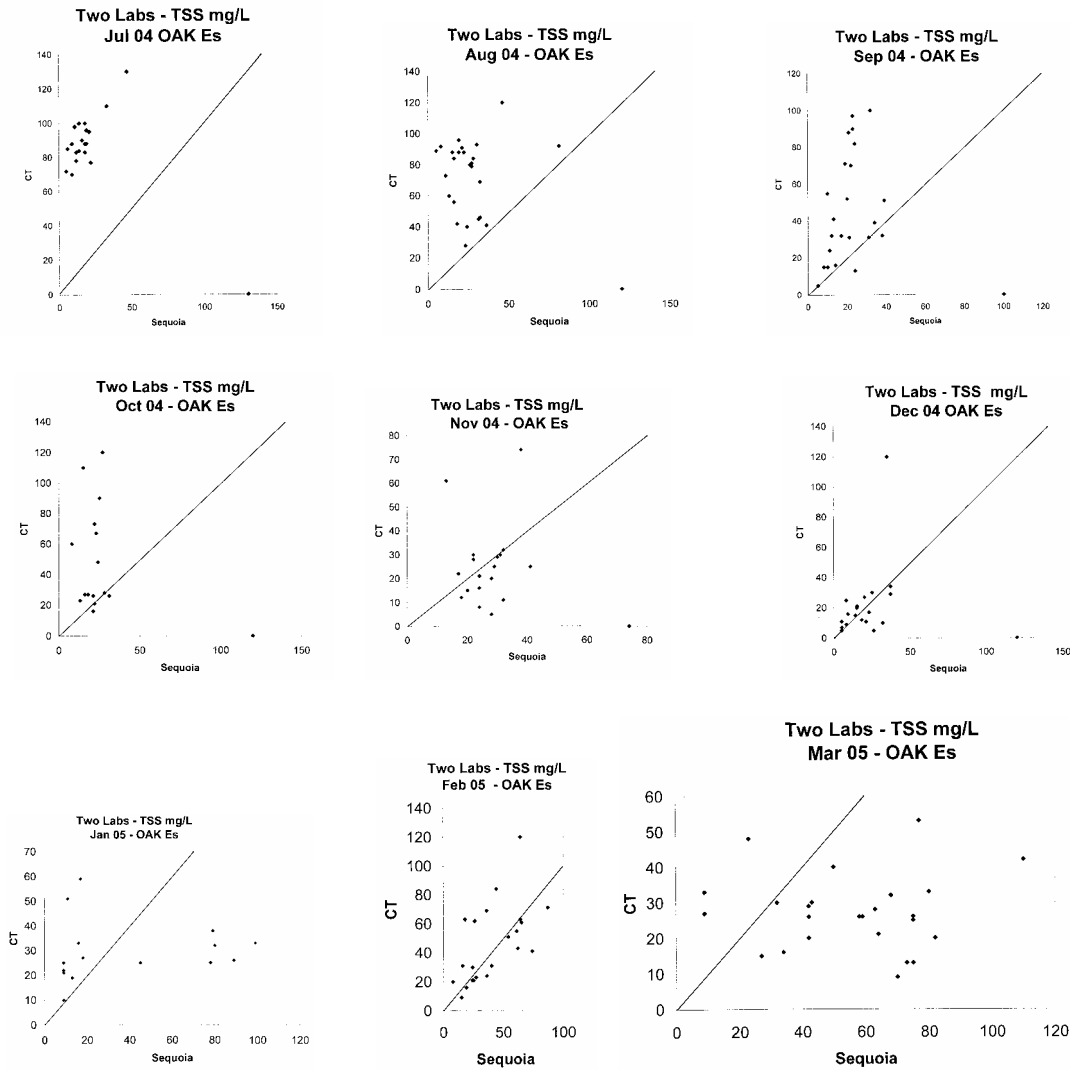 Two Labs - TSS mg/L
Jul 04 OAK Es
140
120
100
80
60
40
20
0
CT
0 50 100 150
Sequoia
Two Labs - TSS mg/L
Aug 04 - OAK Es
140
120
100
80
60
40
20
0
CT
0 50 100 150
Sequoia
Two Labs - TSS mg/L
Sep 04 - OAK Es
120
100
80
60
40
20
0
CT
0 20 40 60 80 100 120
Sequoia
Two Labs - TSS mg/L
Oct 04 - OAK Es
140
120
100
80
60
40
20
0
CT
0 50 100 150
Sequoia
Two Labs - TSS mg/L
Nov 04 - OAK Es
80
70
60
50
40
30
20
10
0
CT
0 20 40 60 80
Sequoia
Two Labs - TSS mg/L
Dec 04 OAK Es
140
120
100
80
60
40
20
0
CT
0 50 100 150
Sequoia
Two Labs - TSS mg/L
Jan 05 - OAK Es
70
60
50
40
30
20
10
0
CT
0 20 40 60 80 100 120
Sequoia
Two Labs - TSS mg/L
Feb 05 - OAK Es
140
120
100
80
60
40
20
0
CT
0 50 100
Sequoia
Two Labs - TSS mg/L
Mar 05 - OAK Es
60
50
40
30
20
10
0
CT
0 20 40 60 80 100 120
Sequoia